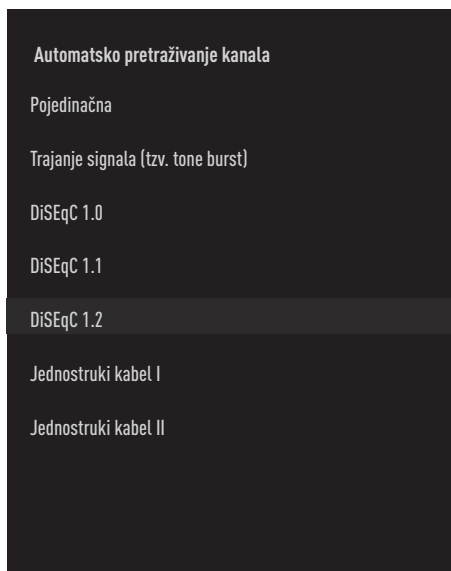 Automatsko pretraživanje kanala
Pojedinačna
Trajanje signala (tzv. tone burst)
DiSEqC 1.0
DiSEqC 1.1
DiSEqC 1.2
Jednostruki kabel I
Jednostruki kabel II